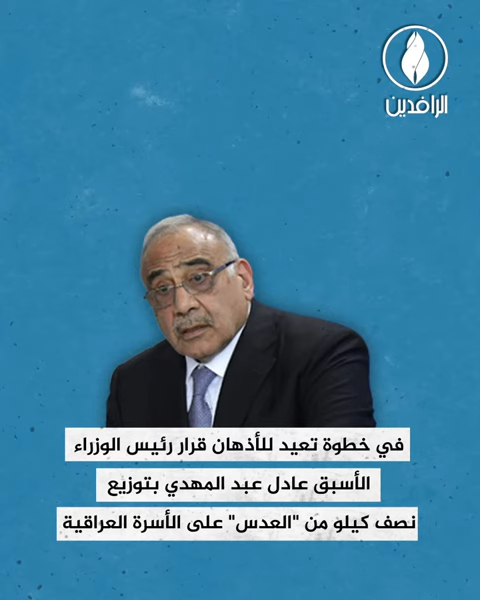 الرافدين
في خطوة تعيد للأذهان قرار رئيس الوزراء
الأسبق عادل عبد المهدي بتوزيع
نصف كيلو من "العدس" على الأسرة العراقية